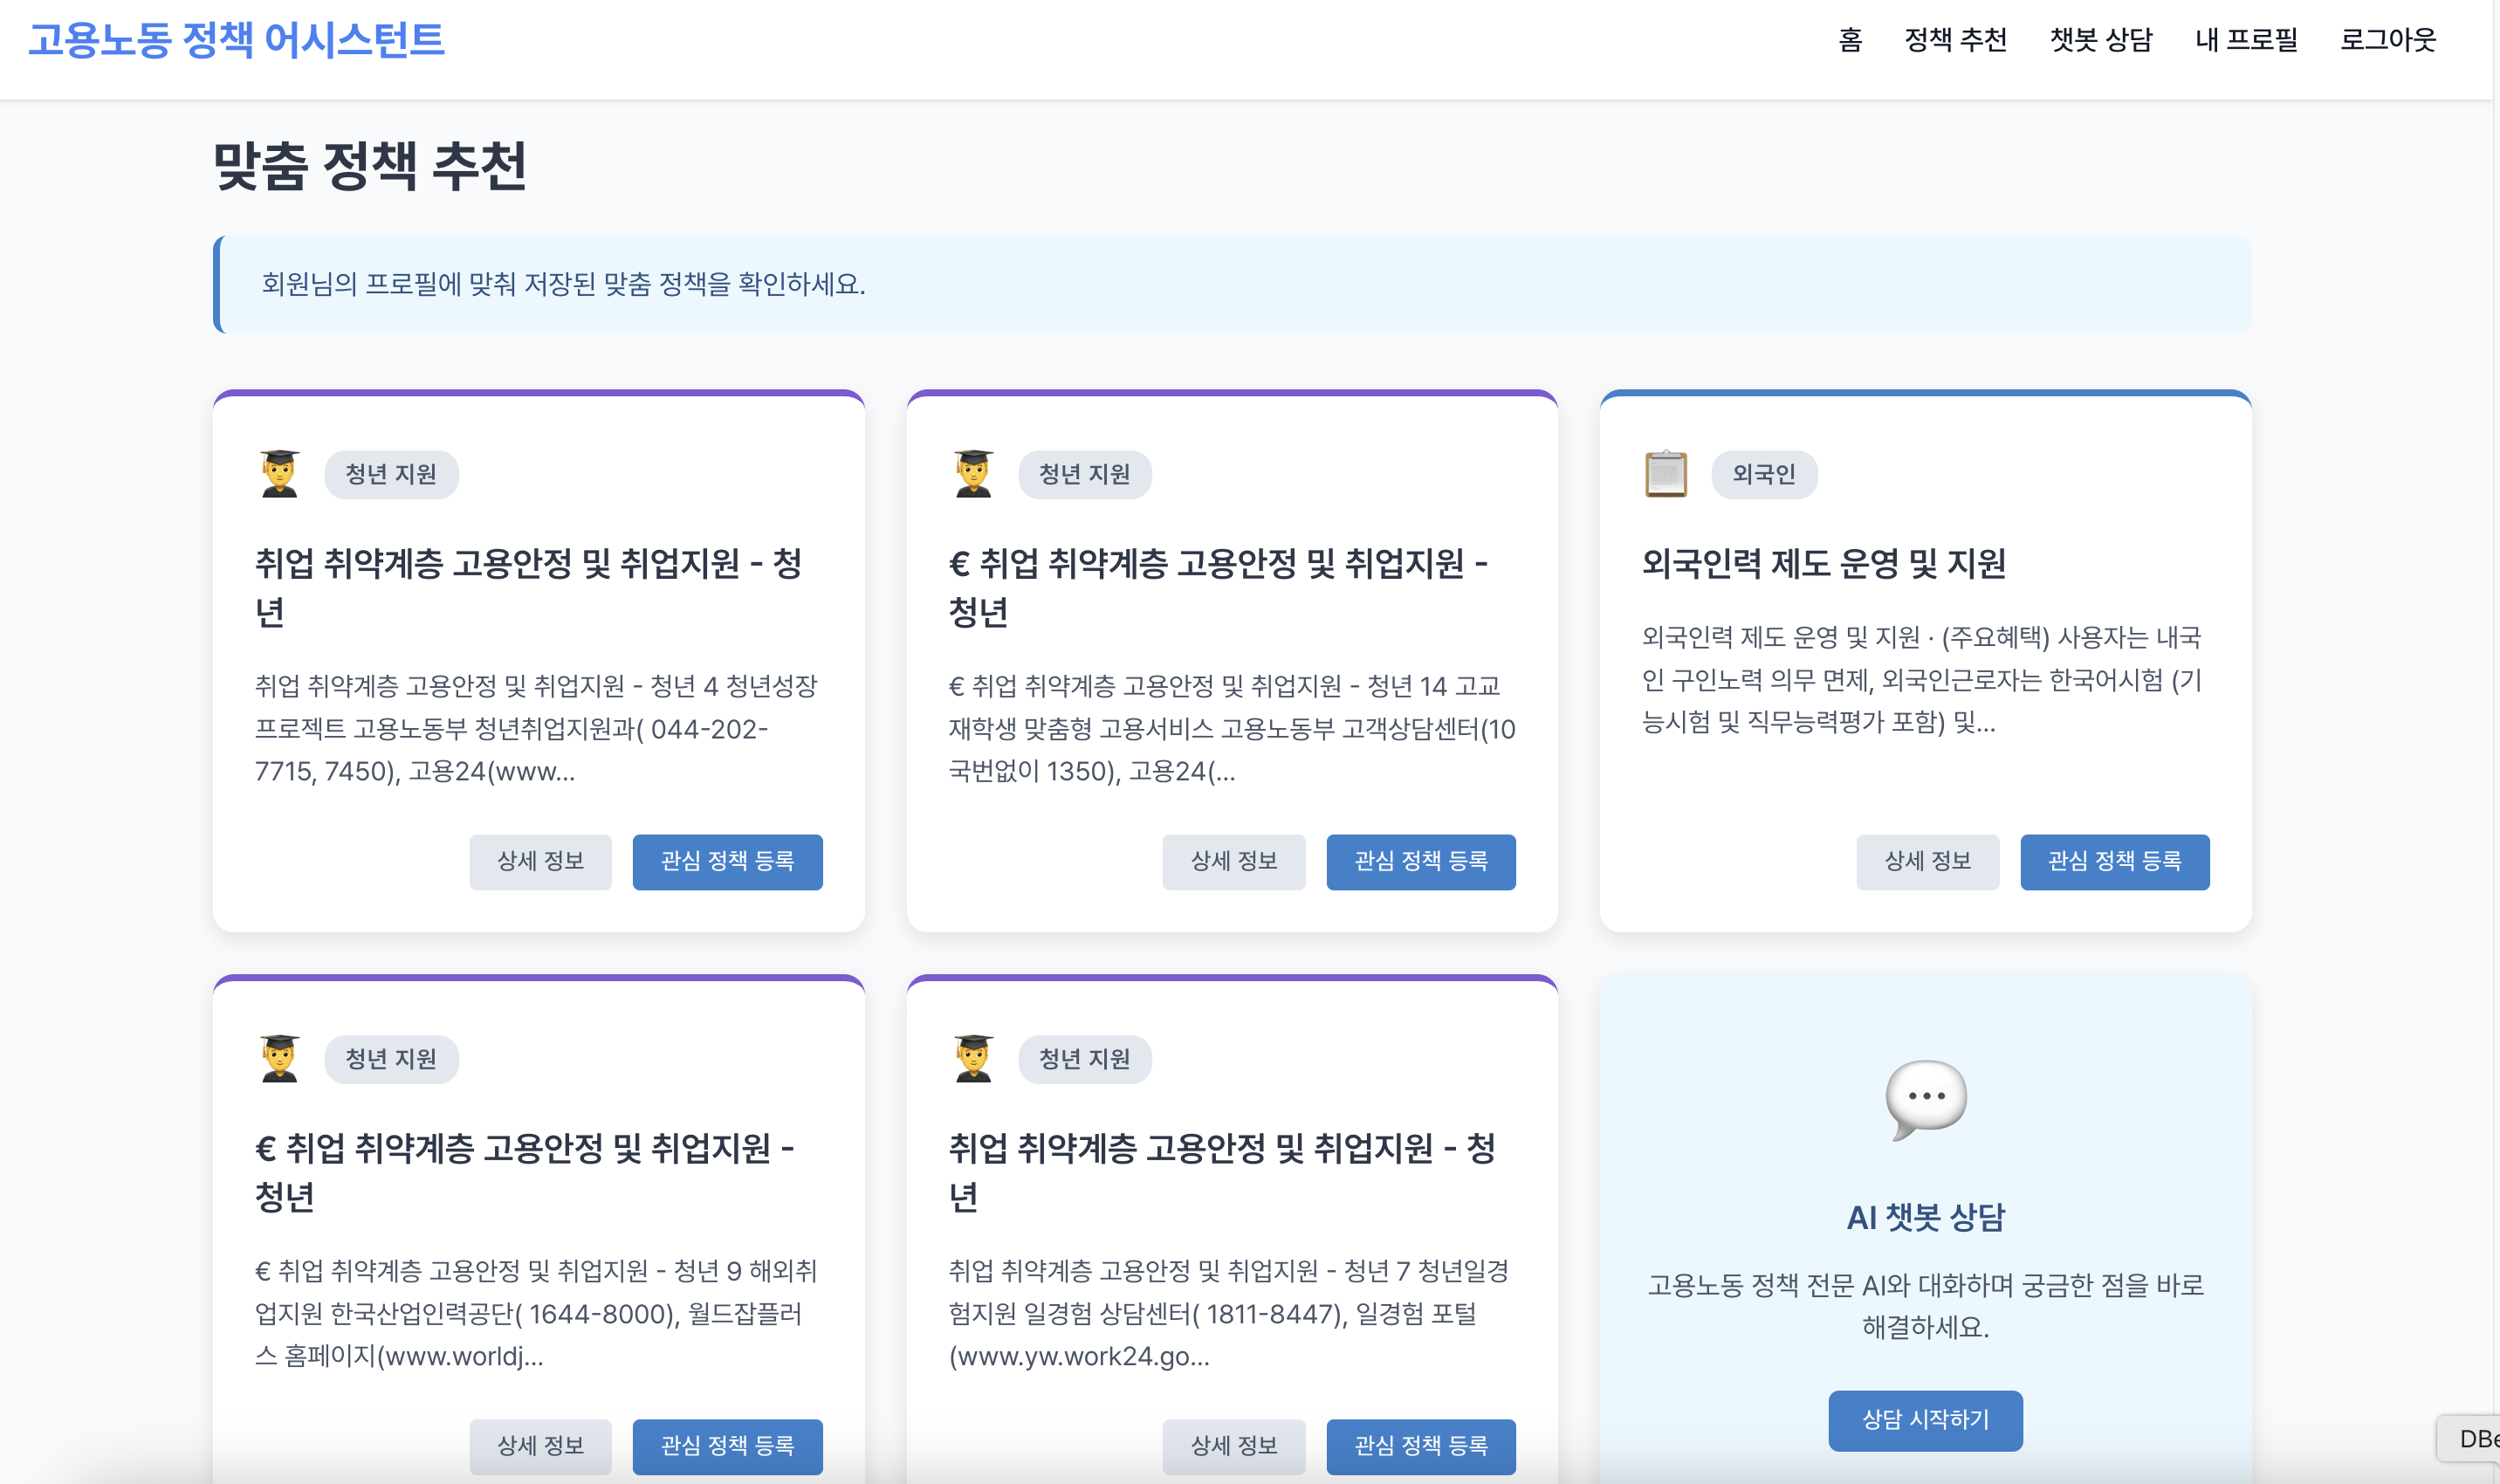 고용노동 정책 어시스턴트
홈 정책 추천 챗봇 상담 내 프로필 로그아웃
맞춤 정책 추천
회원님의 프로필에 맞춰 저장된 맞춤 정책을 확인하세요.
청년 지원
취업 취약계층 고용안정 및 취업지원 - 청
년
취업 취약계층 고용안정 및 취업지원 - 청년 4 청년성장
프로젝트 고용노동부 청년취업지원과( 044-202-
7715, 7450), 고용24(www...
상세 정보 관심 정책 등록
청년 지원
€ 취업 취약계층 고용안정 및 취업지원 -
청년
€ 취업 취약계층 고용안정 및 취업지원 - 청년 14 고교
재학생 맞춤형 고용서비스 고용노동부 고객상담센터(10
국번없이 1350), 고용24(...
상세 정보 관심 정책 등록
외국인
외국인력 제도 운영 및 지원
외국인력 제도 운영 및 지원 · (주요혜택) 사용자는 내국
인 구인노력 의무 면제, 외국인근로자는 한국어시험 (기
능시험 및 직무능력평가 포함) 및...
상세 정보 관심 정책 등록
청년 지원
€ 취업 취약계층 고용안정 및 취업지원 -
청년
€ 취업 취약계층 고용안정 및 취업지원 - 청년 9 해외취
업지원 한국산업인력공단( 1644-8000), 월드잡플러
스 홈페이지(www.worldj...
상세 정보 관심 정책 등록
청년 지원
취업 취약계층 고용안정 및 취업지원 - 청
년
취업 취약계층 고용안정 및 취업지원 - 청년 7 청년일경
험지원 일경험 상담센터( 1811-8447), 일경험 포털
(www.yw.work24.go...
상세 정보 관심 정책 등록
AI 챗봇 상담
고용노동 정책 전문 AI와 대화하며 궁금한 점을 바로
해결하세요.
상담 시작하기